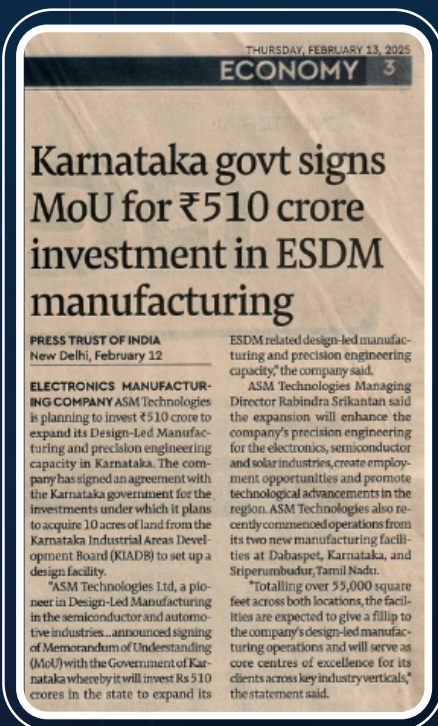 THURSDAY, FEBRUARY 13, 2025
ECONOMY 3
Karnataka govt signs
MoU for ₹510 crore
investment in ESDM
manufacturing
PRESS TRUST OF INDIA
New Delhi, February 12
ELECTRONICS MANUFACTUR-
ING COMPANY ASM Technologies
is planning to invest ₹510 crore to
expand its Design-Led Manufac-
turing and precision engineering
capacity in Karnataka. The com-
pany has signed an agreement with
the Karnataka government for the
investments under which it plans
to acquire 10 acres of land from the
Karnataka Industrial Areas Devel-
opment Board (KIADB) to set up a
design facility.
"ASM Technologies Ltd, a pio-
neer in Design-Led Manufacturing
in the semiconductor and automo-
tive industries...announced signing
of Memorandum of Understanding
(MoU) with the Government of Kar-
nataka whereby it will invest Rs 510
crores in the state to expand its
ESDM related design-led manufac-
turing and precision engineering
capacity," the company said.
ASM Technologies Managing
Director Rabindra Srikantan said
the expansion will enhance the
company's precision engineering
for the electronics, semiconductor
and solar industries, create employ-
ment opportunities and promote
technological advancements in the
region. ASM Technologies also re-
cently commenced operations from
its two new manufacturing facili-
ties at Dabaspet, Karnataka, and
Sriperumbudur, Tamil Nadu.
"Totalling over 55,000 square
feet across both locations, the facil-
ities are expected to give a fillip to
the company's design-led manufac-
turing operations and will serve as
core centres of excellence for its
clients across key industry verticals,"
the statement said.